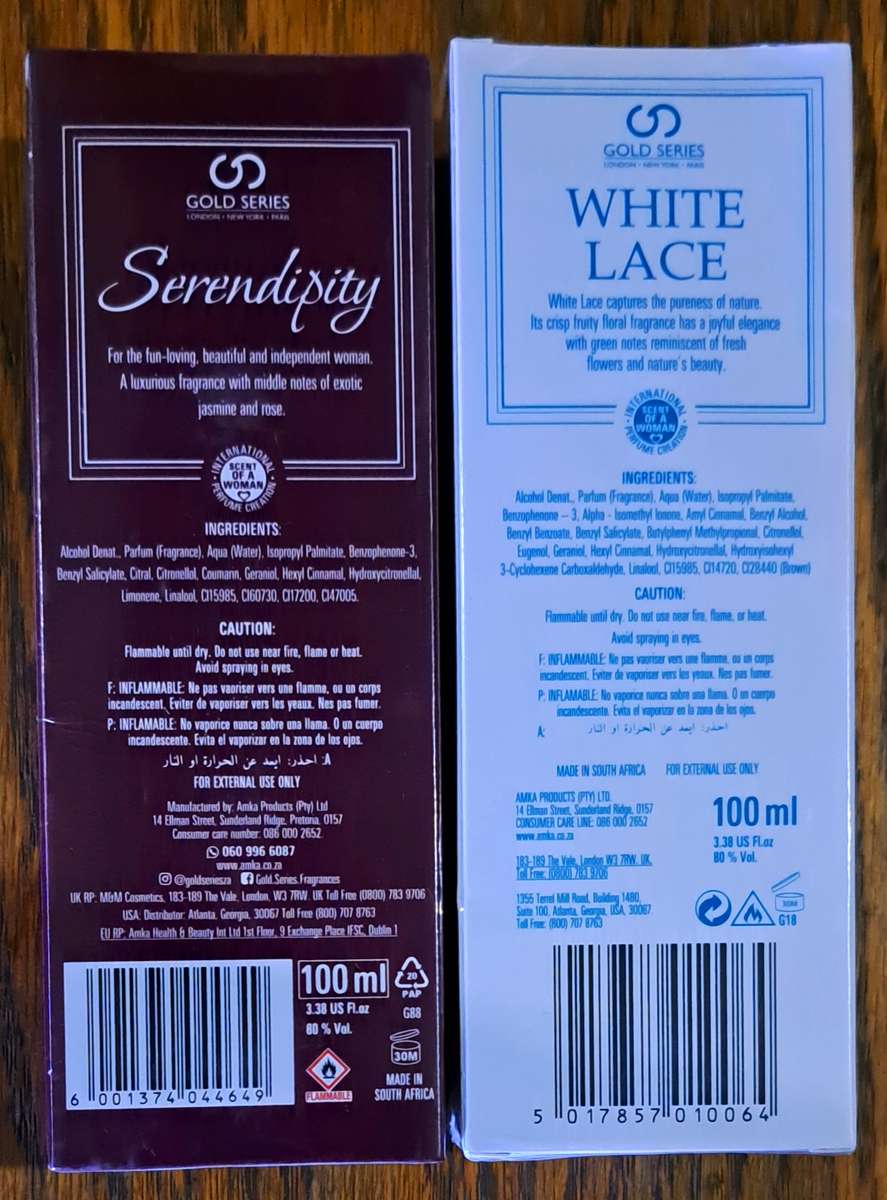 GOLD SERIES
LONDON • NEW YORK • PARIS
Serendipity
For the fun-loving, beautiful and independent woman.
A luxurious fragrance with middle notes of exotic
jasmine and rose.
INTERNATIONAL
SCENT
OF A
WOMAN
PERFUME CREATION
INGREDIENTS:
Alcohol Denat., Parfum (Fragrance), Aqua (Water), Isopropyl Palmitate, Benzophenone-3,
Benzyl Salicylate, Citral, Citronellol, Coumarin, Geraniol, Hexyl Cinnamal, Hydroxycitronellal,
Limonene, Linalool, CI15985, CI60730, CI17200, CI47005.
CAUTION:
Flammable until dry. Do not use near fire, flame or heat.
Avoid spraying in eyes.
F: INFLAMMABLE: Ne pas vaoriser vers une flamme, ou un corps
incandescent, Eviter de vaporiser vers les yeaux. Nes pas fumer.
P: INFLAMABLE: No vaporice nunca sobre una llama. O un cuerpo
incandescente. Evita el vaporizar en la zona de los ojos.
A: احذر: ابمد عن الحرارة او النار
FOR EXTERNAL USE ONLY
Manufactured by: Amka Products (Pty) Ltd
14 Ellman Street, Sunderland Ridge, Pretoria, 0157
Consumer care number: 086 000 2652
060 996 6087
www.amka.co.za
@goldseriesza Gold.Series.Fragrances
UK RP: M&M Cosmetics, 183-189 The Vale, London, W3 7RW. UK Toll Free (0800) 783 9706
USA: Distributor: Atlanta, Georgia, 30067 Toll Free (800) 707 8763
EU RP: Amka Health & Beauty Int Ltd 1st Floor, 9 Exchange Place IFSC, Dublin 1
100 ml
3.38 US Fl.oz
80 % Vol.
20
PAP
G88
30M
FLAMMABLE
MADE IN
SOUTH AFRICA
6 001374 044649
GOLD SERIES
LONDON • NEW YORK • PARIS
WHITE
LACE
White Lace captures the pureness of nature.
Its crisp fruity floral fragrance has a joyful elegance
with green notes reminiscent of fresh
flowers and nature's beauty.
INTERNATIONAL
SCENT
OF A
WOMAN
PERFUME CREATION
INGREDIENTS:
Alcohol Denat., Parfum (Fragrance), Aqua (Water), Isopropyl Palmitate,
Benzophenone – 3, Alpha - Isomethyl Ionone, Amyl Cinnamal, Benzyl Alcohol,
Benzyl Benzoate, Benzyl Salicylate, Butylphenyl Methylpropional, Citronellol,
Eugenol, Geraniol, Hexyl Cinnamal, Hydroxycitronellal, Hydroxyisohexyl
3-Cyclohexene Carboxaldehyde, Linalool, CI15985, CI14720, CI28440 (Brown)
CAUTION:
Flammable until dry. Do not use near fire, flame, or heat.
Avoid spraying in eyes.
F: INFLAMMABLE: Ne pas vaoriser vers une flamme, ou un corps
incandescent, Eviter de vaporiser vers les yeux. Nes pas fumer.
P: INFLAMABLE: No vaporice nunca sobre una llama. O un cuerpo
incandescente. Evita el vaporizar en la zona de los ojos.
A: احذر: ابمد عن الحرارة او النار
MADE IN SOUTH AFRICA FOR EXTERNAL USE ONLY
AMKA PRODUCTS (PTY) LTD.
14 Ellman Street, Sunderland Ridge, 0157
CONSUMER CARE LINE: 086 000 2652
www.amka.co.za
183-189 The Vale, London W3 7RW. UK.
Toll Free: (0800) 783 9706
1355 Terrel Mill Road, Building 1480,
Suite 100, Atlanta, Georgia, USA, 30067
Toll Free: (800) 707 8763
100 ml
3.38 US Fl.oz
80 % Vol.
30M
G18
5 017857 010064